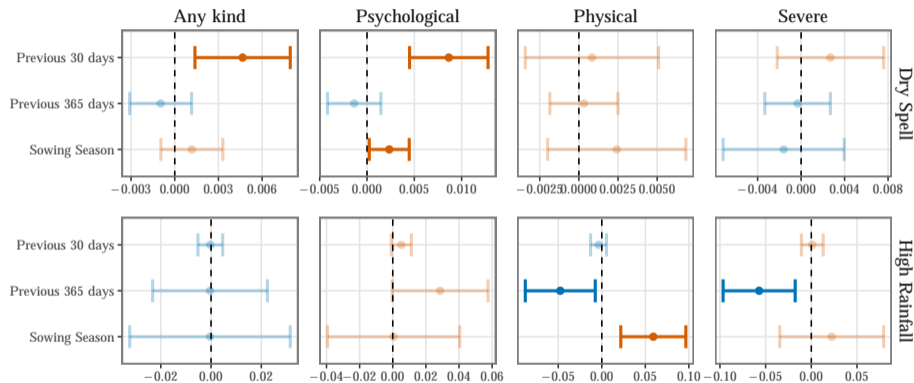 Any kind Psychological Physical Severe
Previous 30 days
Previous 365 days
Sowing Season
Dry Spell
−0.003 0.000 0.003 0.006 −0.005 0.000 0.005 0.010 −0.0025 0.0000 0.0025 0.0050 −0.004 0.000 0.004 0.008
Previous 30 days
Previous 365 days
Sowing Season
High Rainfall
−0.02 0.00 0.02 −0.04 −0.02 0.00 0.02 0.04 0.06 −0.05 0.00 0.05 0.10 −0.10 −0.05 0.00 0.05